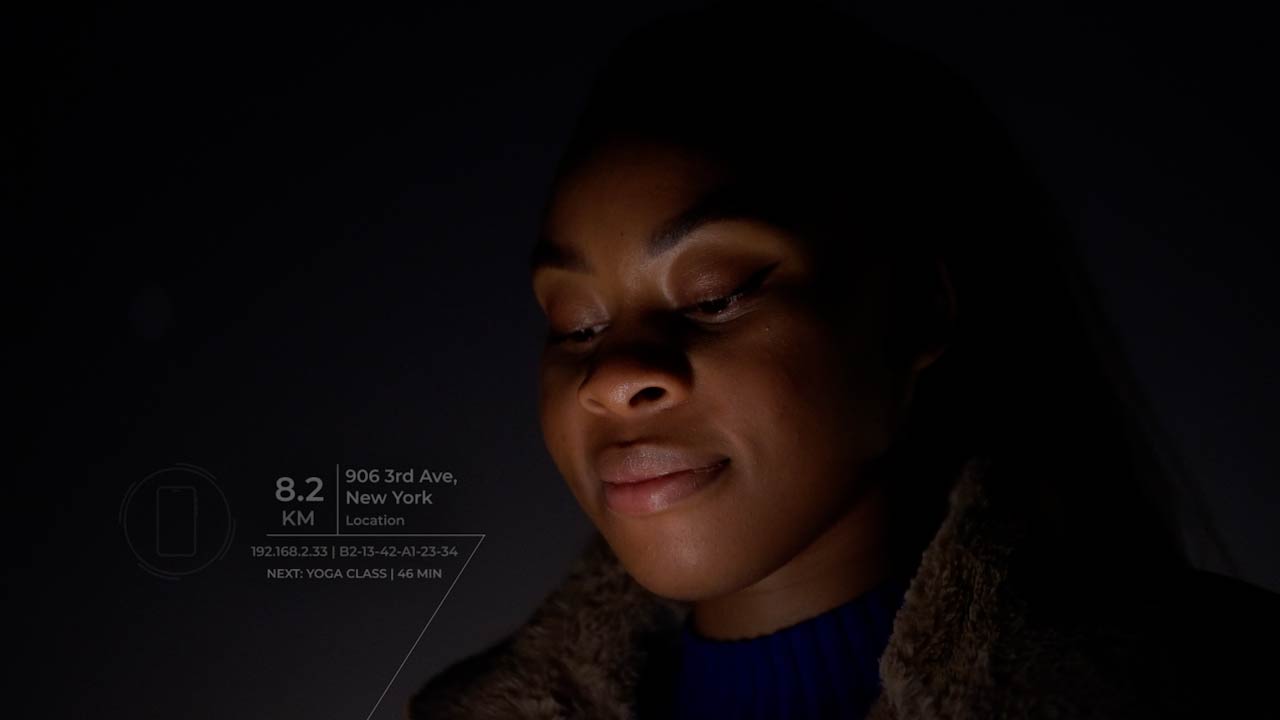 8.2
KM
906 3rd Ave,
New York
Location
192.168.2.33 | B2-13-42-A1-23-34
NEXT: YOGA CLASS | 46 MIN